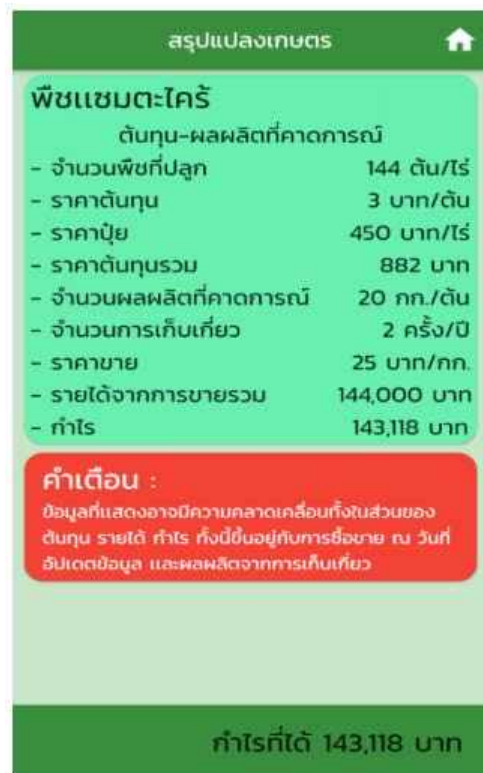 สรุปแปลงเกษตร
พืชแซมตะไคร้
ต้นทุน-ผลผลิตที่คาดการณ์
- จำนวนพืชที่ปลูก 144 ต้น/ไร่
- ราคาต้นทุน 3 บาท/ต้น
- ราคาปุ๋ย 450 บาท/ไร่
- ราคาต้นทุนรวม 882 บาท
- จำนวนผลผลิตที่คาดการณ์ 20 กก./ต้น
- จำนวนการเก็บเกี่ยว 2 ครั้ง/ปี
- ราคาขาย 25 บาท/กก.
- รายได้จากการขายรวม 144,000 บาท
- กำไร 143,118 บาท
คำเตือน :
ข้อมูลที่แสดงอาจมีความคลาดเคลื่อนทั้งในส่วนของ
ต้นทุน รายได้ กำไร ทั้งนี้ขึ้นอยู่กับการซื้อขาย ณ วันที่
อัปเดตข้อมูล และผลผลิตจากการเก็บเกี่ยว
กำไรที่ได้ 143,118 บาท